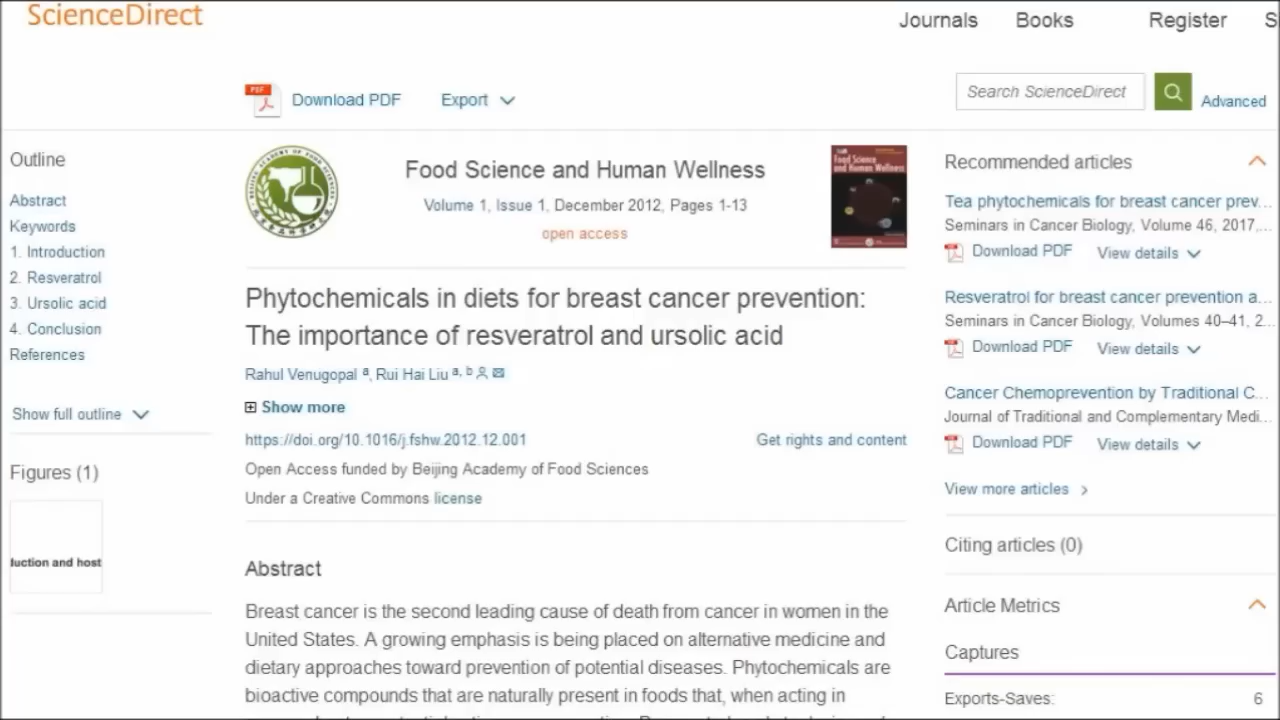 ScienceDirect
Journals Books Register S
Download PDF Export
Search ScienceDirect
Advanced
Outline
Abstract
Keywords
1. Introduction
2. Resveratrol
3. Ursolic acid
4. Conclusion
References
Show full outline
Figures (1)
luction and host
Food Science and Human Wellness
Volume 1, Issue 1, December 2012, Pages 1-13
open access
Food Science
and Human Wellness
Phytochemicals in diets for breast cancer prevention:
The importance of resveratrol and ursolic acid
Rahul Venugopal a, Rui Hai Liu a, b
Show more
https://doi.org/10.1016/j.fshw.2012.12.001
Get rights and content
Open Access funded by Beijing Academy of Food Sciences
Under a Creative Commons license
Abstract
Breast cancer is the second leading cause of death from cancer in women in the
United States. A growing emphasis is being placed on alternative medicine and
dietary approaches toward prevention of potential diseases. Phytochemicals are
bioactive compounds that are naturally present in foods that, when acting in
Recommended articles
Tea phytochemicals for breast cancer prev...
Seminars in Cancer Biology, Volume 46, 2017,...
PDF Download PDF View details
Resveratrol for breast cancer prevention a...
Seminars in Cancer Biology, Volumes 40–41, 2...
Download PDF View details
Cancer Chemoprevention by Traditional C...
Journal of Traditional and Complementary Medi...
Download PDF View details
View more articles
Citing articles (0)
Article Metrics
Captures
Exports-Saves: 6